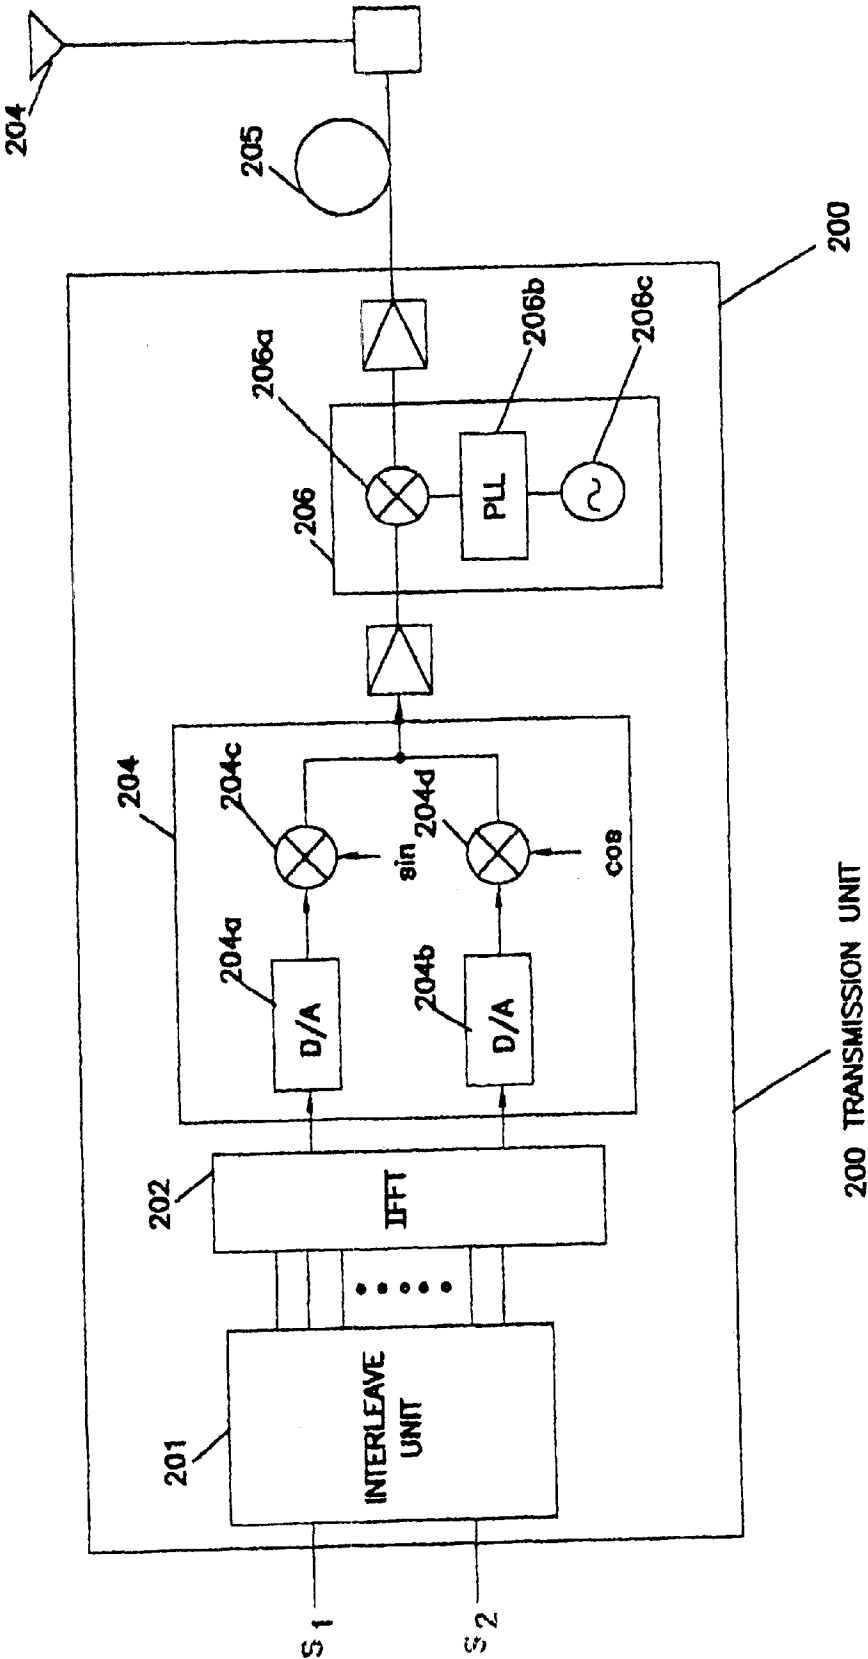 S1
S2
201
INTERLEAVE
UNIT
202
IFFT
204
204a
D/A
204b
D/A
204c
sin
204d
cos
206
206a
206b
PLL
206c
~
205
204
200
200 TRANSMISSION UNIT